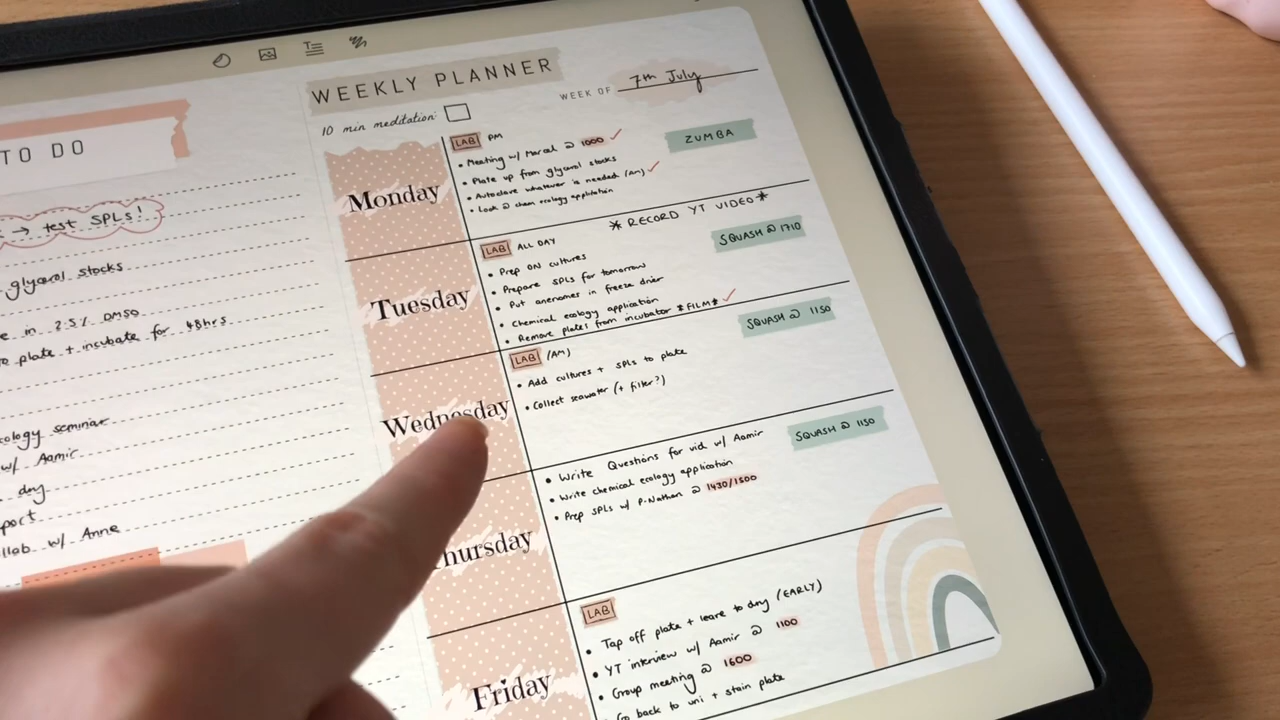 TO DO
→ test SPLs!
glycerol stocks
in 2.5% DMSO
plate + incubate for 48hrs
ecology seminar
w/ Aamir
dry
port
w/ Anne
WEEKLY PLANNER
WEEK OF 7th July
10 min meditation:
Monday
LAB PM
• Meeting w/ Marcel @ 1000 ✓
• Plate up from glycerol stocks
• Autoclave whatever is needed (am) ✓
• Look @ chem ecology application
ZUMBA
Tuesday
LAB ALL DAY
* RECORD YT VIDEO *
• Prep ON cultures
• Prepare SPLs for tomorrow
• Put anemones in freeze drier
• Chemical ecology application
• Remove plates from incubator *FILM* ✓
SQUASH @ 1710
Wednesday
LAB (AM)
• Add cultures + SPLs to plate
• Collect seawater (+ filter?)
SQUASH @ 1150
hursday
• Write Questions for vid w/ Aamir
• Write chemical ecology application
• Prep SPLs w/ P-Nathan @ 1430/1500
SQUASH @ 1150
Friday
LAB
• Tap off plate + leave to dry (EARLY)
• YT interview w/ Aamir @ 1100
• Group meeting @ 1600
• Go back to uni + stain plate